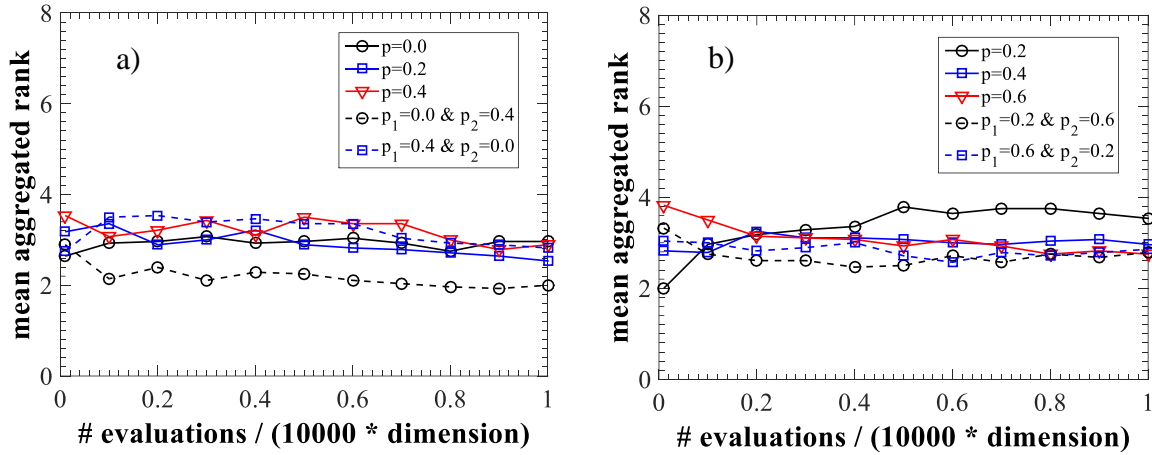 a)
p=0.0
p=0.2
p=0.4
p₁=0.0 & p₂=0.4
p₁=0.4 & p₂=0.0
mean aggregated rank
8
6
4
2
0
0
0.2
0.4
0.6
0.8
1
# evaluations / (10000 * dimension)
b)
p=0.2
p=0.4
p=0.6
p₁=0.2 & p₂=0.6
p₁=0.6 & p₂=0.2
mean aggregated rank
8
6
4
2
0
0
0.2
0.4
0.6
0.8
1
# evaluations / (10000 * dimension)